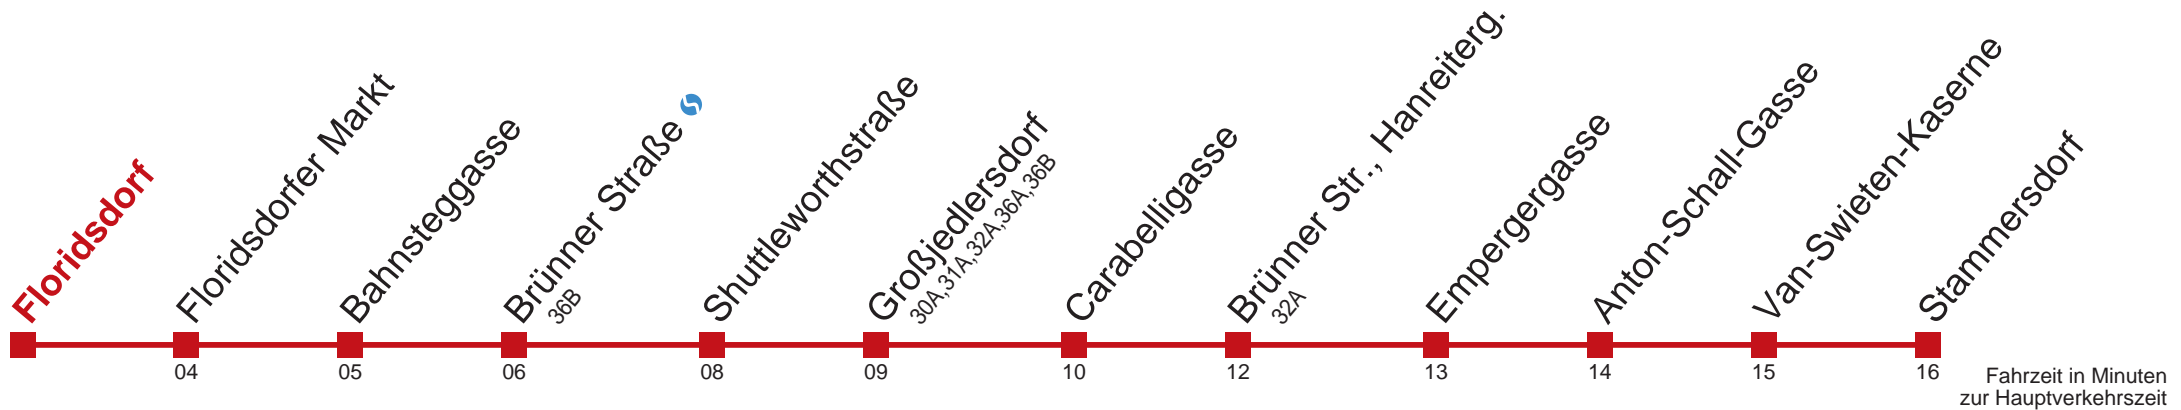 Floridsdorf
Floridsdorfer Markt
Bahnsteggasse
Brünner Straße
36B
Shuttleworthstraße
Großjedlersdorf
30A,31A,32A,36A,36B
Carabelligasse
Brünner Str., Hanreiterg.
32A
Empergergasse
Anton-Schall-Gasse
Van-Swieten-Kaserne
Stammersdorf
04
05
06
08
09
10
12
13
14
15
16
Fahrzeit in Minuten
zur Hauptverkehrszeit